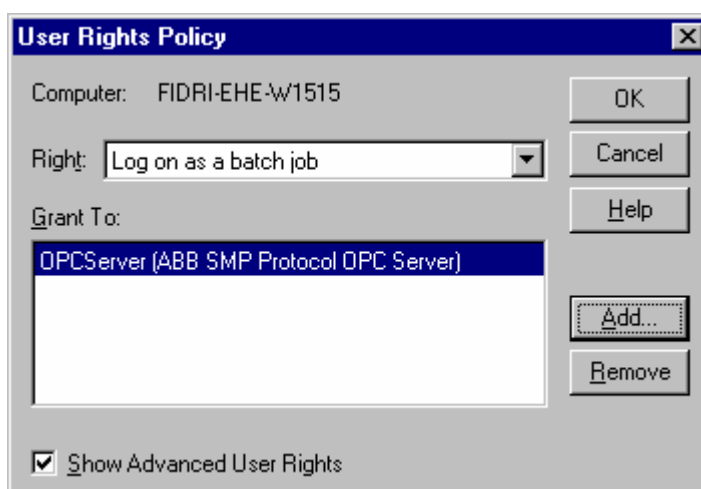 User Rights Policy
Computer: FIDRI-EHE-W1515
OK
Right: Log on as a batch job
Cancel
Help
Grant To:
OPCServer (ABB SMP Protocol OPC Server)
Add...
Remove
Show Advanced User Rights